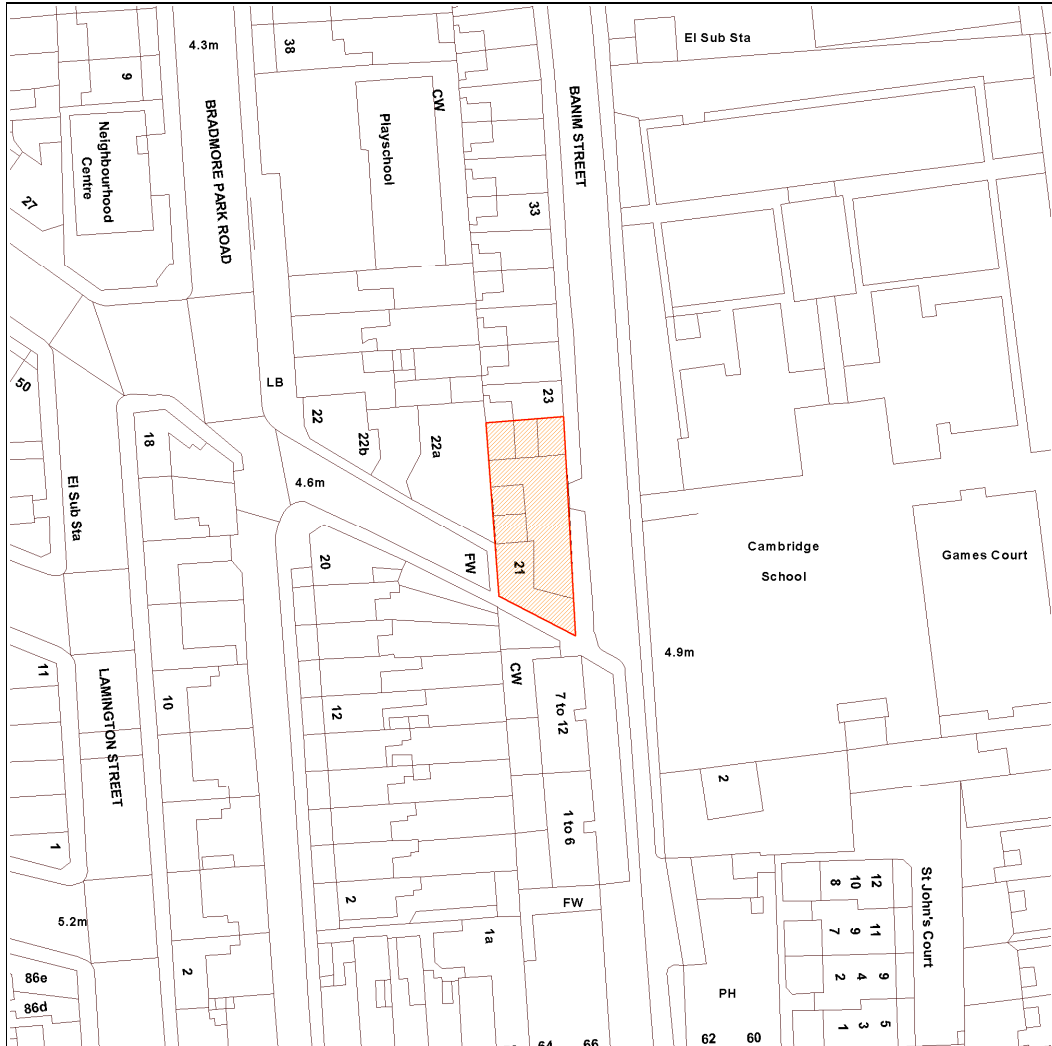 4.3m
38
El Sub Sta
9
CW
BRADMORE PARK ROAD
BANIM STREET
Playschool
Neighbourhood
Centre
27
33
LB
50
22
23
18
22b
22a
4.6m
El Sub Sta
FW
21
20
Cambridge
School
Games Court
4.9m
11
LAMINGTON STREET
10
12
CW
7 to 12
2
1
1 to 6
2
FW
8
10
12
St John's Court
5.2m
1a
7
9
11
86e
2
2
4
9
86d
PH
1
3
5
64
66
62
60